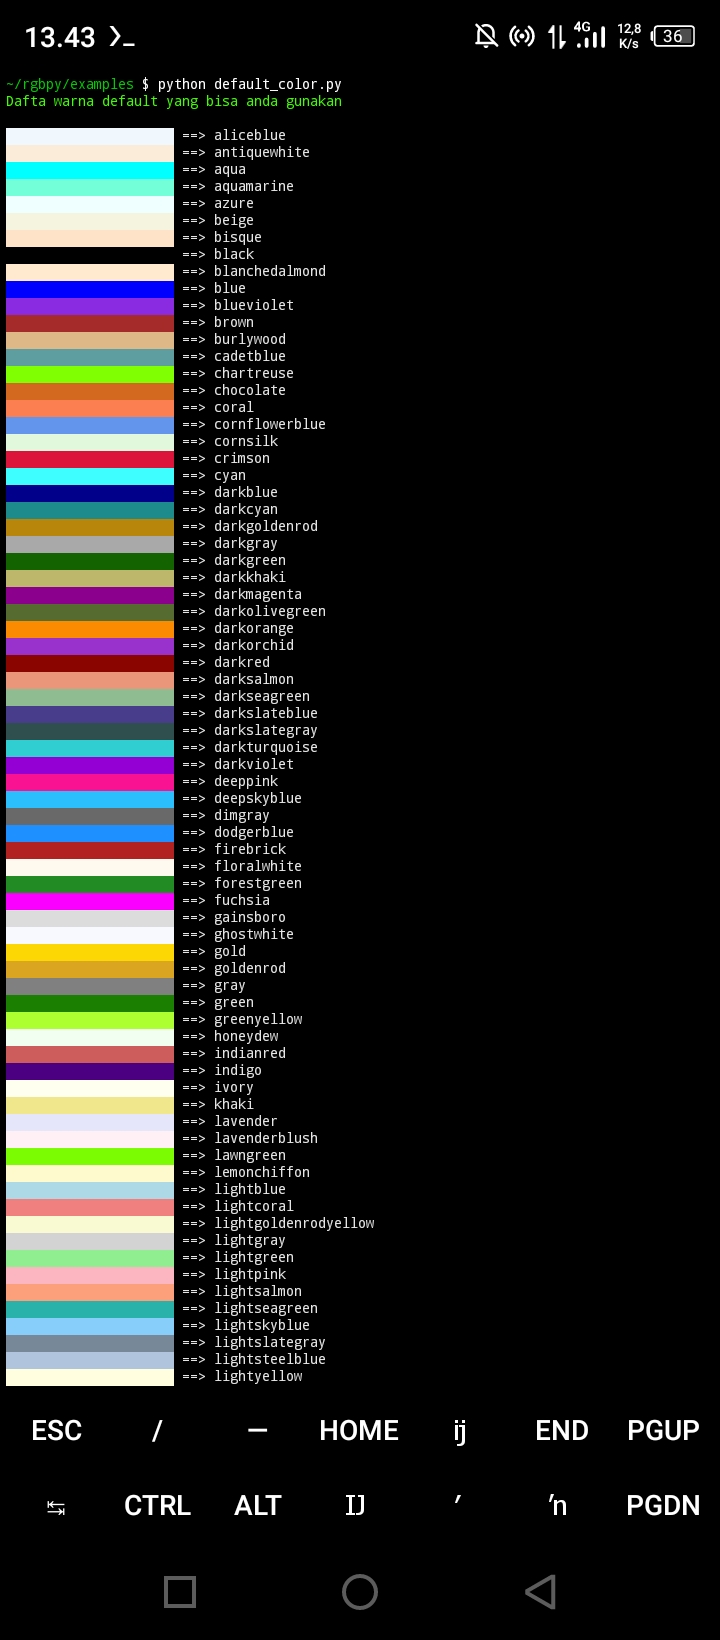 13.43
4G
12,8
K/s
36
~/rgbpy/examples $ python default_color.py
Dafta warna default yang bisa anda gunakan
==> aliceblue
==> antiquewhite
==> aqua
==> aquamarine
==> azure
==> beige
==> bisque
==> black
==> blanchedalmond
==> blue
==> blueviolet
==> brown
==> burlywood
==> cadetblue
==> chartreuse
==> chocolate
==> coral
==> cornflowerblue
==> cornsilk
==> crimson
==> cyan
==> darkblue
==> darkcyan
==> darkgoldenrod
==> darkgray
==> darkgreen
==> darkkhaki
==> darkmagenta
==> darkolivegreen
==> darkorange
==> darkorchid
==> darkred
==> darksalmon
==> darkseagreen
==> darkslateblue
==> darkslategray
==> darkturquoise
==> darkviolet
==> deeppink
==> deepskyblue
==> dimgray
==> dodgerblue
==> firebrick
==> floralwhite
==> forestgreen
==> fuchsia
==> gainsboro
==> ghostwhite
==> gold
==> goldenrod
==> gray
==> green
==> greenyellow
==> honeydew
==> indianred
==> indigo
==> ivory
==> khaki
==> lavender
==> lavenderblush
==> lawngreen
==> lemonchiffon
==> lightblue
==> lightcoral
==> lightgoldenrodyellow
==> lightgray
==> lightgreen
==> lightpink
==> lightsalmon
==> lightseagreen
==> lightskyblue
==> lightslategray
==> lightsteelblue
==> lightyellow
ESC / — HOME ĳ END PGUP
↹ CTRL ALT Ĳ ′ ŉ PGDN